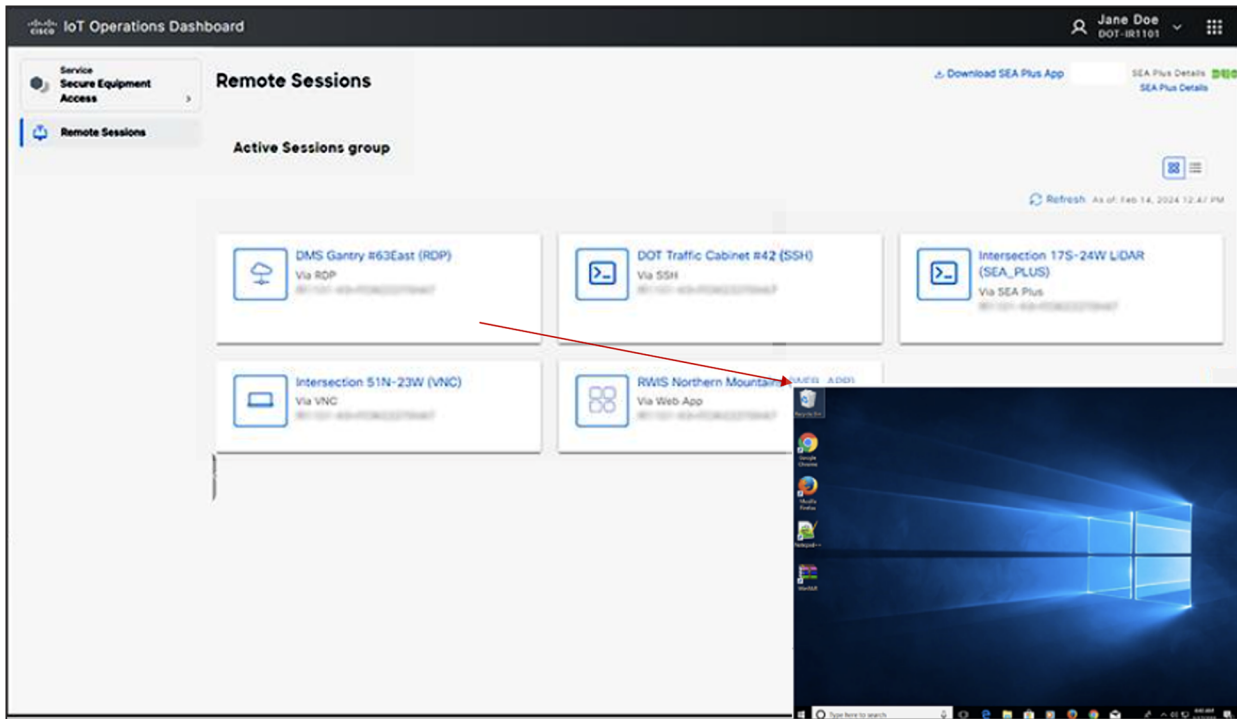 cisco IoT Operations Dashboard
Jane Doe
DOT-IR1101
Service
Secure Equipment
Access
Remote Sessions
Remote Sessions
Download SEA Plus App
SEA Plus Details
SEA Plus Details
Active Sessions group
Refresh As of: Feb 14, 2024 12:47 PM
DMS Gantry #63East (RDP)
Via RDP
DOT Traffic Cabinet #42 (SSH)
Via SSH
Intersection 17S-24W LiDAR
(SEA_PLUS)
Via SEA Plus
Intersection 51N-23W (VNC)
Via VNC
RWIS Northern Mountains (WEB_APP)
Via Web App
Google
Chrome
Mozilla
Firefox
Notepad++
Type here to search